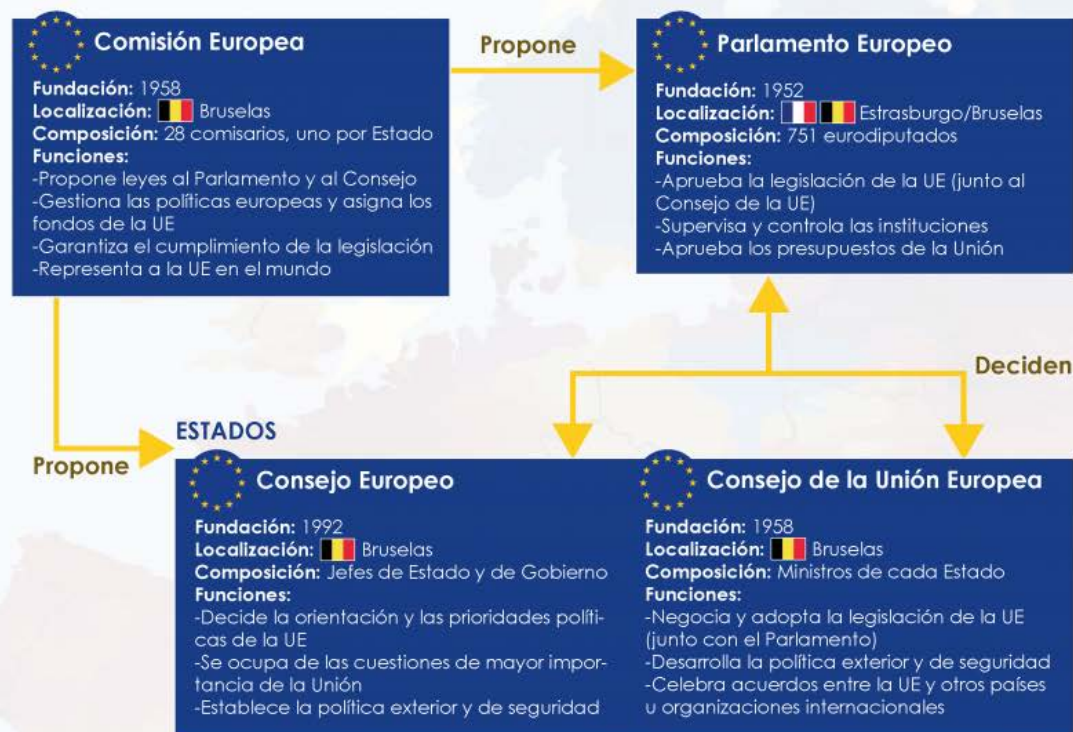 Comisión Europea
Fundación: 1958
Localización: Bruselas
Composición: 28 comisarios, uno por Estado
Funciones:
-Propone leyes al Parlamento y al Consejo
-Gestiona las políticas europeas y asigna los
fondos de la UE
-Garantiza el cumplimiento de la legislación
-Representa a la UE en el mundo
Propone
Parlamento Europeo
Fundación: 1952
Localización: Estrasburgo/Bruselas
Composición: 751 eurodiputados
Funciones:
-Aprueba la legislación de la UE (junto al
Consejo de la UE)
-Supervisa y controla las instituciones
-Aprueba los presupuestos de la Unión
Deciden
Propone
ESTADOS
Consejo Europeo
Fundación: 1992
Localización: Bruselas
Composición: Jefes de Estado y de Gobierno
Funciones:
-Decide la orientación y las prioridades políti-
cas de la UE
-Se ocupa de las cuestiones de mayor impor-
tancia de la Unión
-Establece la política exterior y de seguridad
Consejo de la Unión Europea
Fundación: 1958
Localización: Bruselas
Composición: Ministros de cada Estado
Funciones:
-Negocia y adopta la legislación de la UE
(junto con el Parlamento)
-Desarrolla la política exterior y de seguridad
-Celebra acuerdos entre la UE y otros países
u organizaciones internacionales